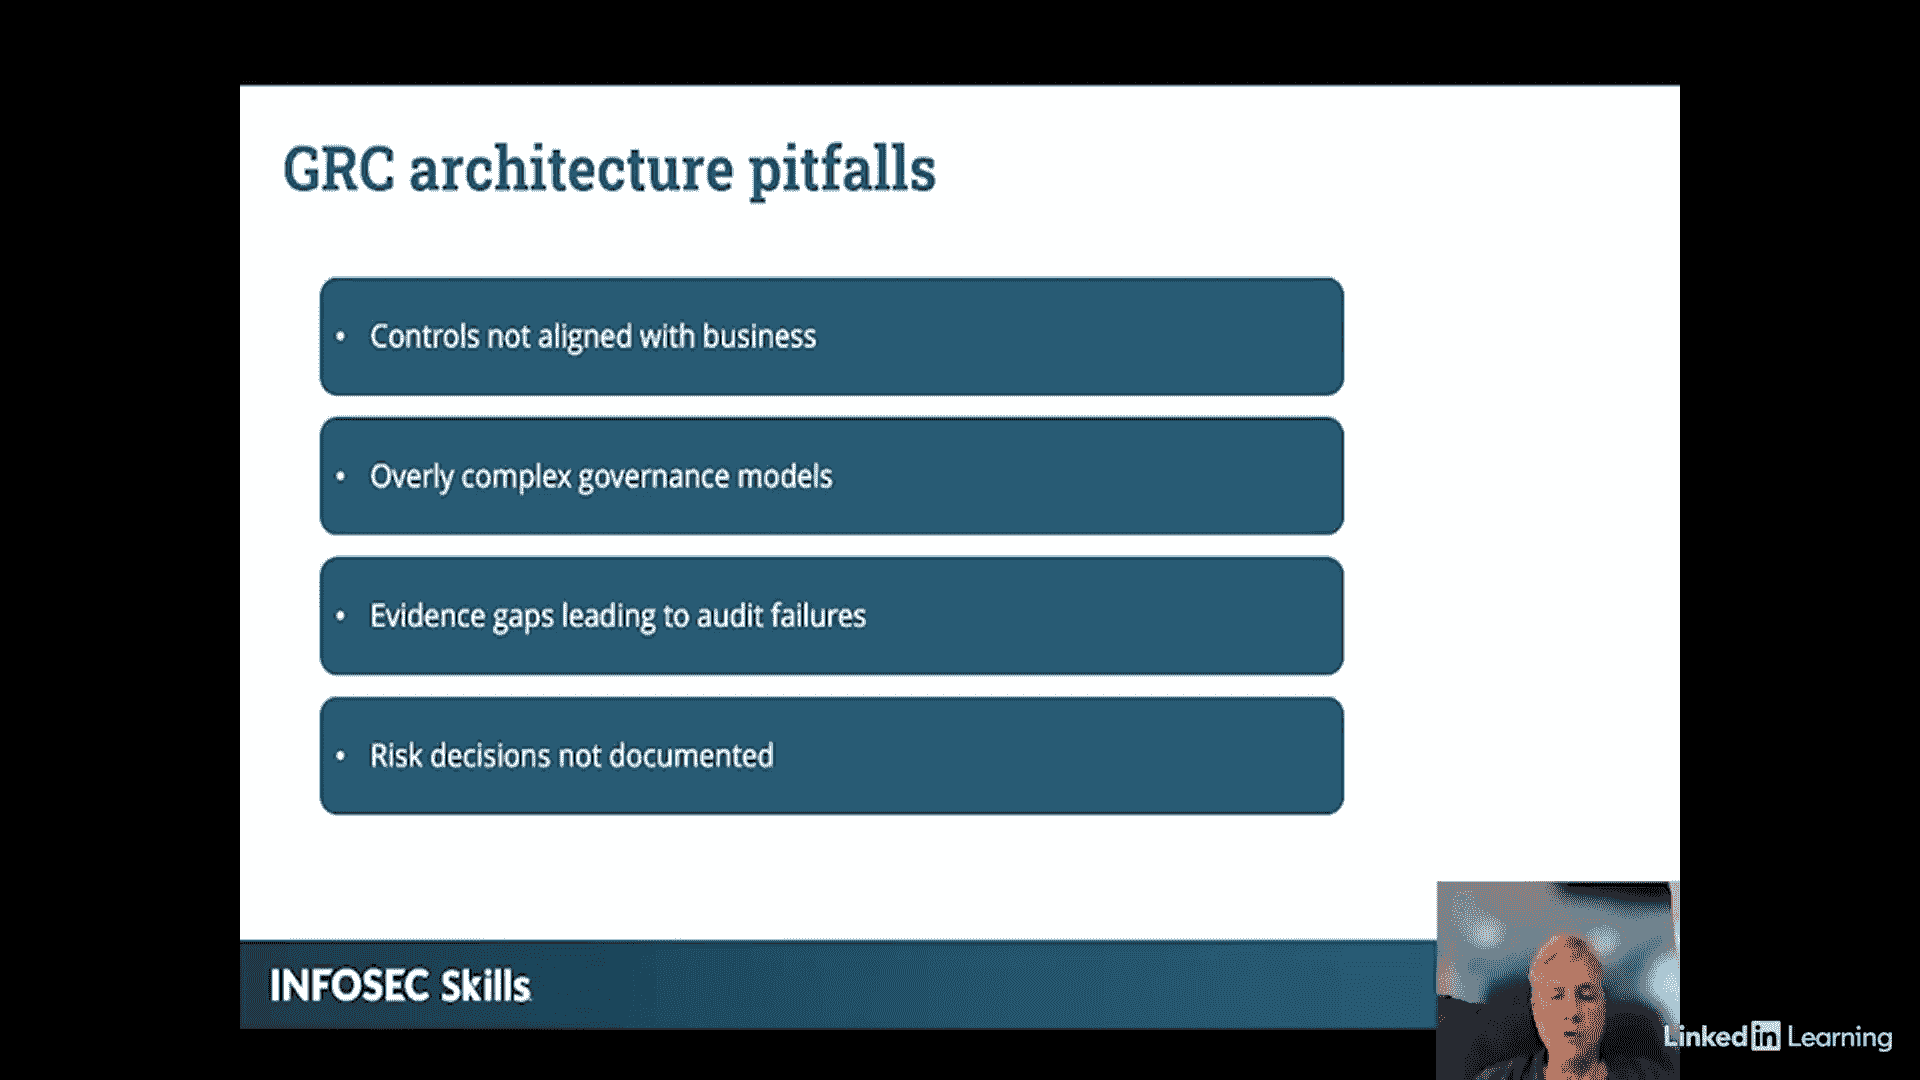 GRC architecture pitfalls
• Controls not aligned with business
• Overly complex governance models
• Evidence gaps leading to audit failures
• Risk decisions not documented
INFOSEC Skills
Linked in Learning